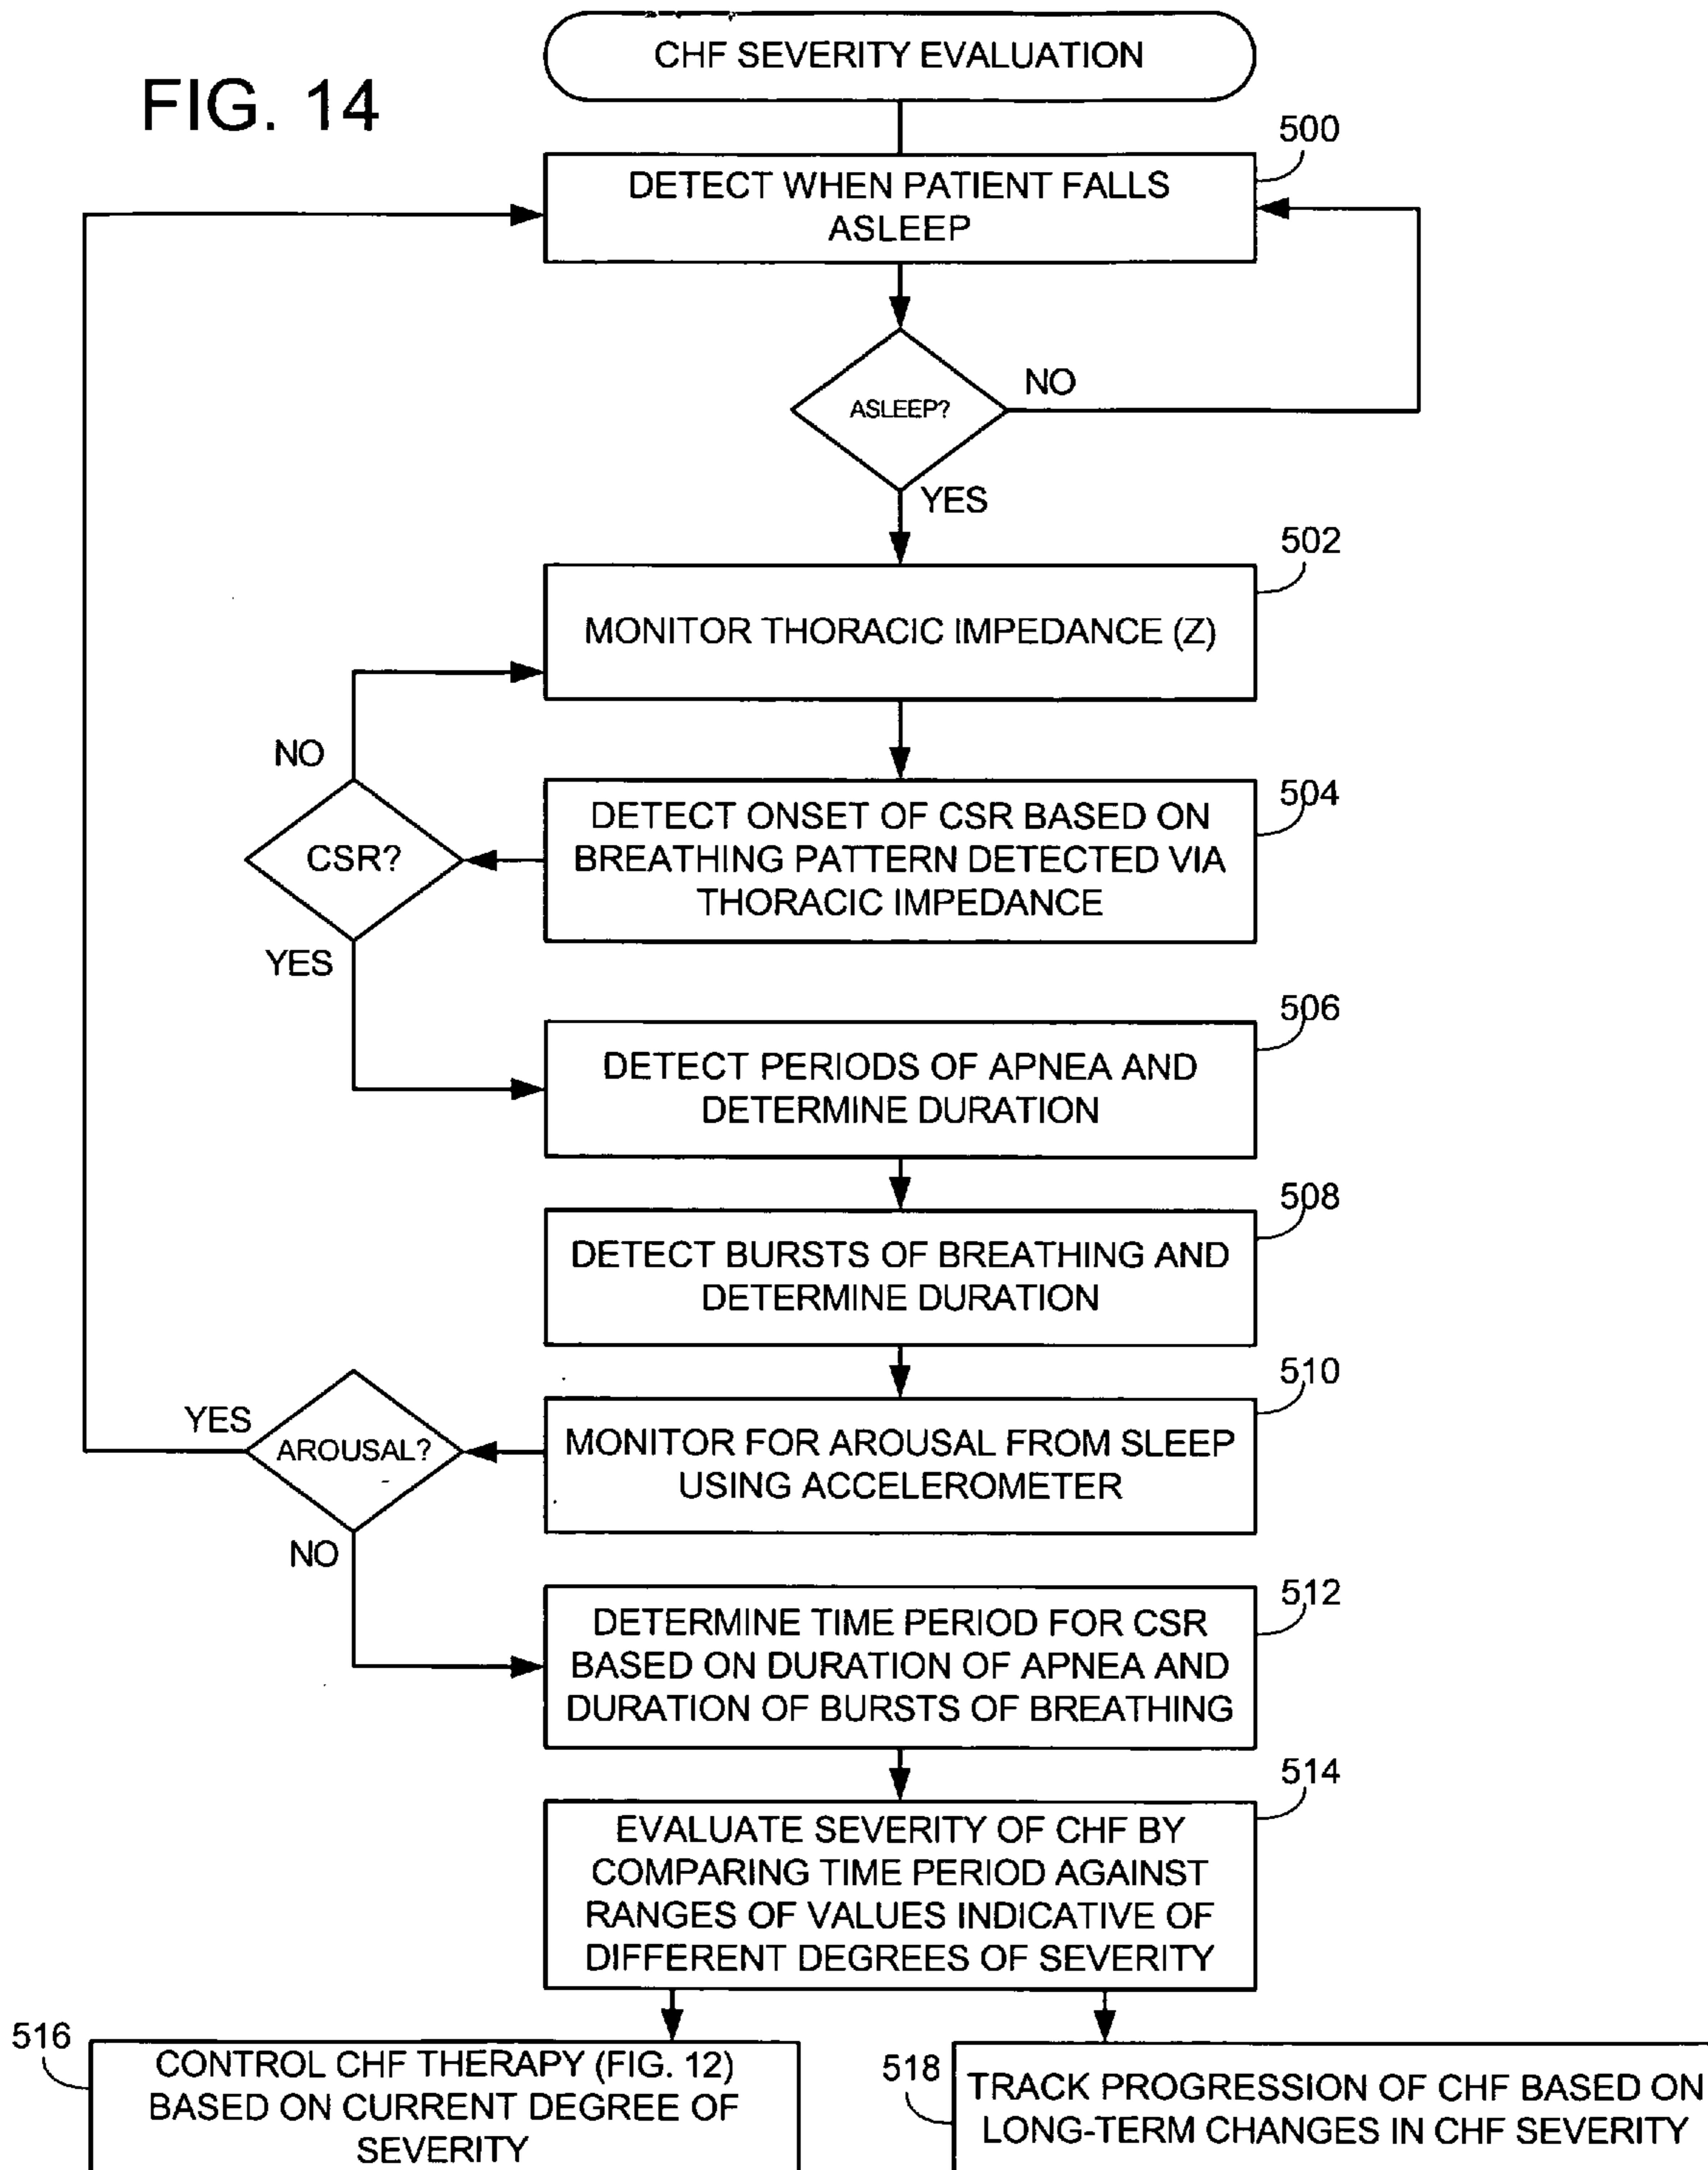 CHF SEVERITY EVALUATION
FIG. 14
500
DETECT WHEN PATIENT FALLS
ASLEEP
ASLEEP?
NO
YES
502
MONITOR THORACIC IMPEDANCE (Z)
NO
504
DETECT ONSET OF CSR BASED ON
BREATHING PATTERN DETECTED VIA
THORACIC IMPEDANCE
CSR?
YES
506
DETECT PERIODS OF APNEA AND
DETERMINE DURATION
508
DETECT BURSTS OF BREATHING AND
DETERMINE DURATION
510
MONITOR FOR AROUSAL FROM SLEEP
USING ACCELEROMETER
YES
AROUSAL?
NO
512
DETERMINE TIME PERIOD FOR CSR
BASED ON DURATION OF APNEA AND
DURATION OF BURSTS OF BREATHING
514
EVALUATE SEVERITY OF CHF BY
COMPARING TIME PERIOD AGAINST
RANGES OF VALUES INDICATIVE OF
DIFFERENT DEGREES OF SEVERITY
516
CONTROL CHF THERAPY (FIG. 12)
BASED ON CURRENT DEGREE OF
SEVERITY
518
TRACK PROGRESSION OF CHF BASED ON
LONG-TERM CHANGES IN CHF SEVERITY